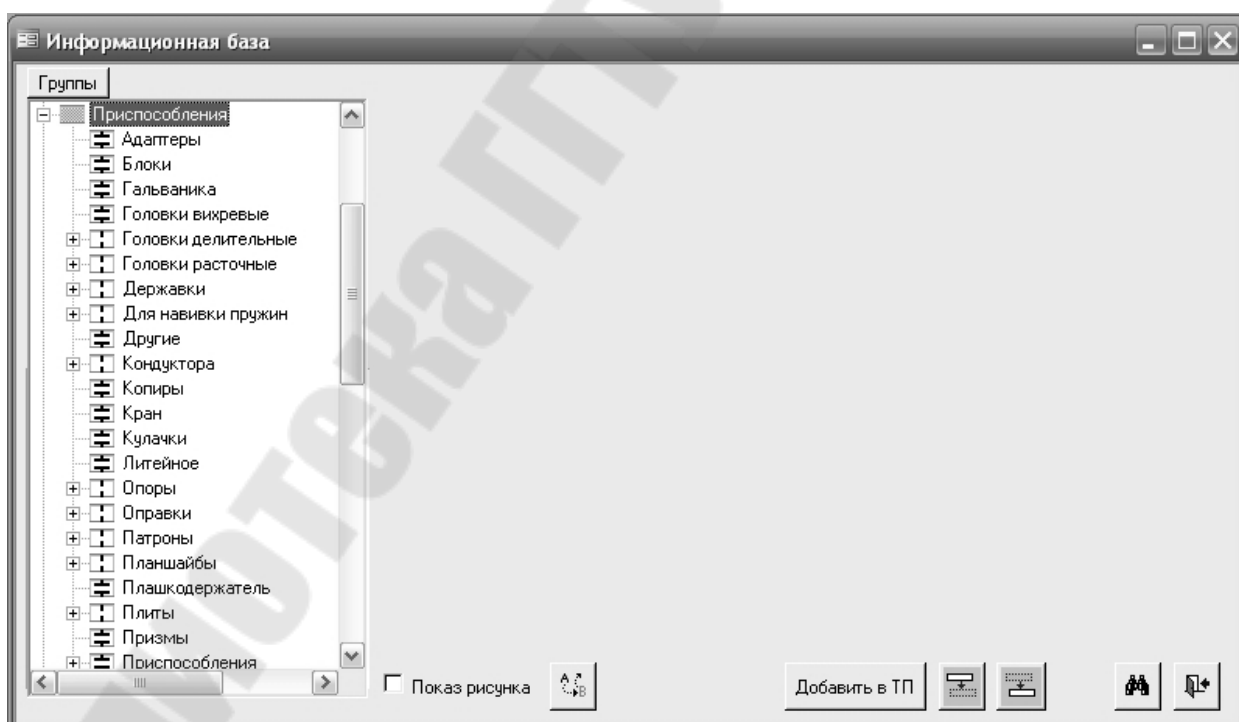 Информационная база
Группы
Приспособления
Адаптеры
Блоки
Гальваника
Головки вихревые
Головки делительные
Головки расточные
Державки
Для навивки пружин
Другие
Кондуктора
Копиры
Кран
Кулачки
Литейное
Опоры
Оправки
Патроны
Планшайбы
Плашкодержатель
Плиты
Призмы
Приспособления
Показ рисунка
A B
Добавить в ТП